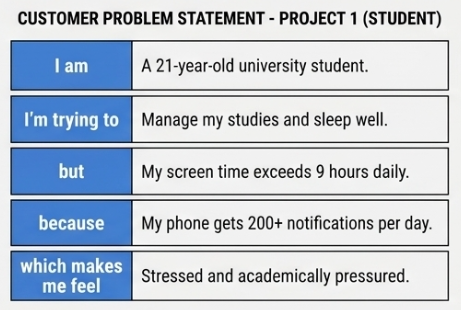 CUSTOMER PROBLEM STATEMENT - PROJECT 1 (STUDENT)
I am
A 21-year-old university student.
I'm trying to
Manage my studies and sleep well.
but
My screen time exceeds 9 hours daily.
because
My phone gets 200+ notifications per day.
which makes
me feel
Stressed and academically pressured.